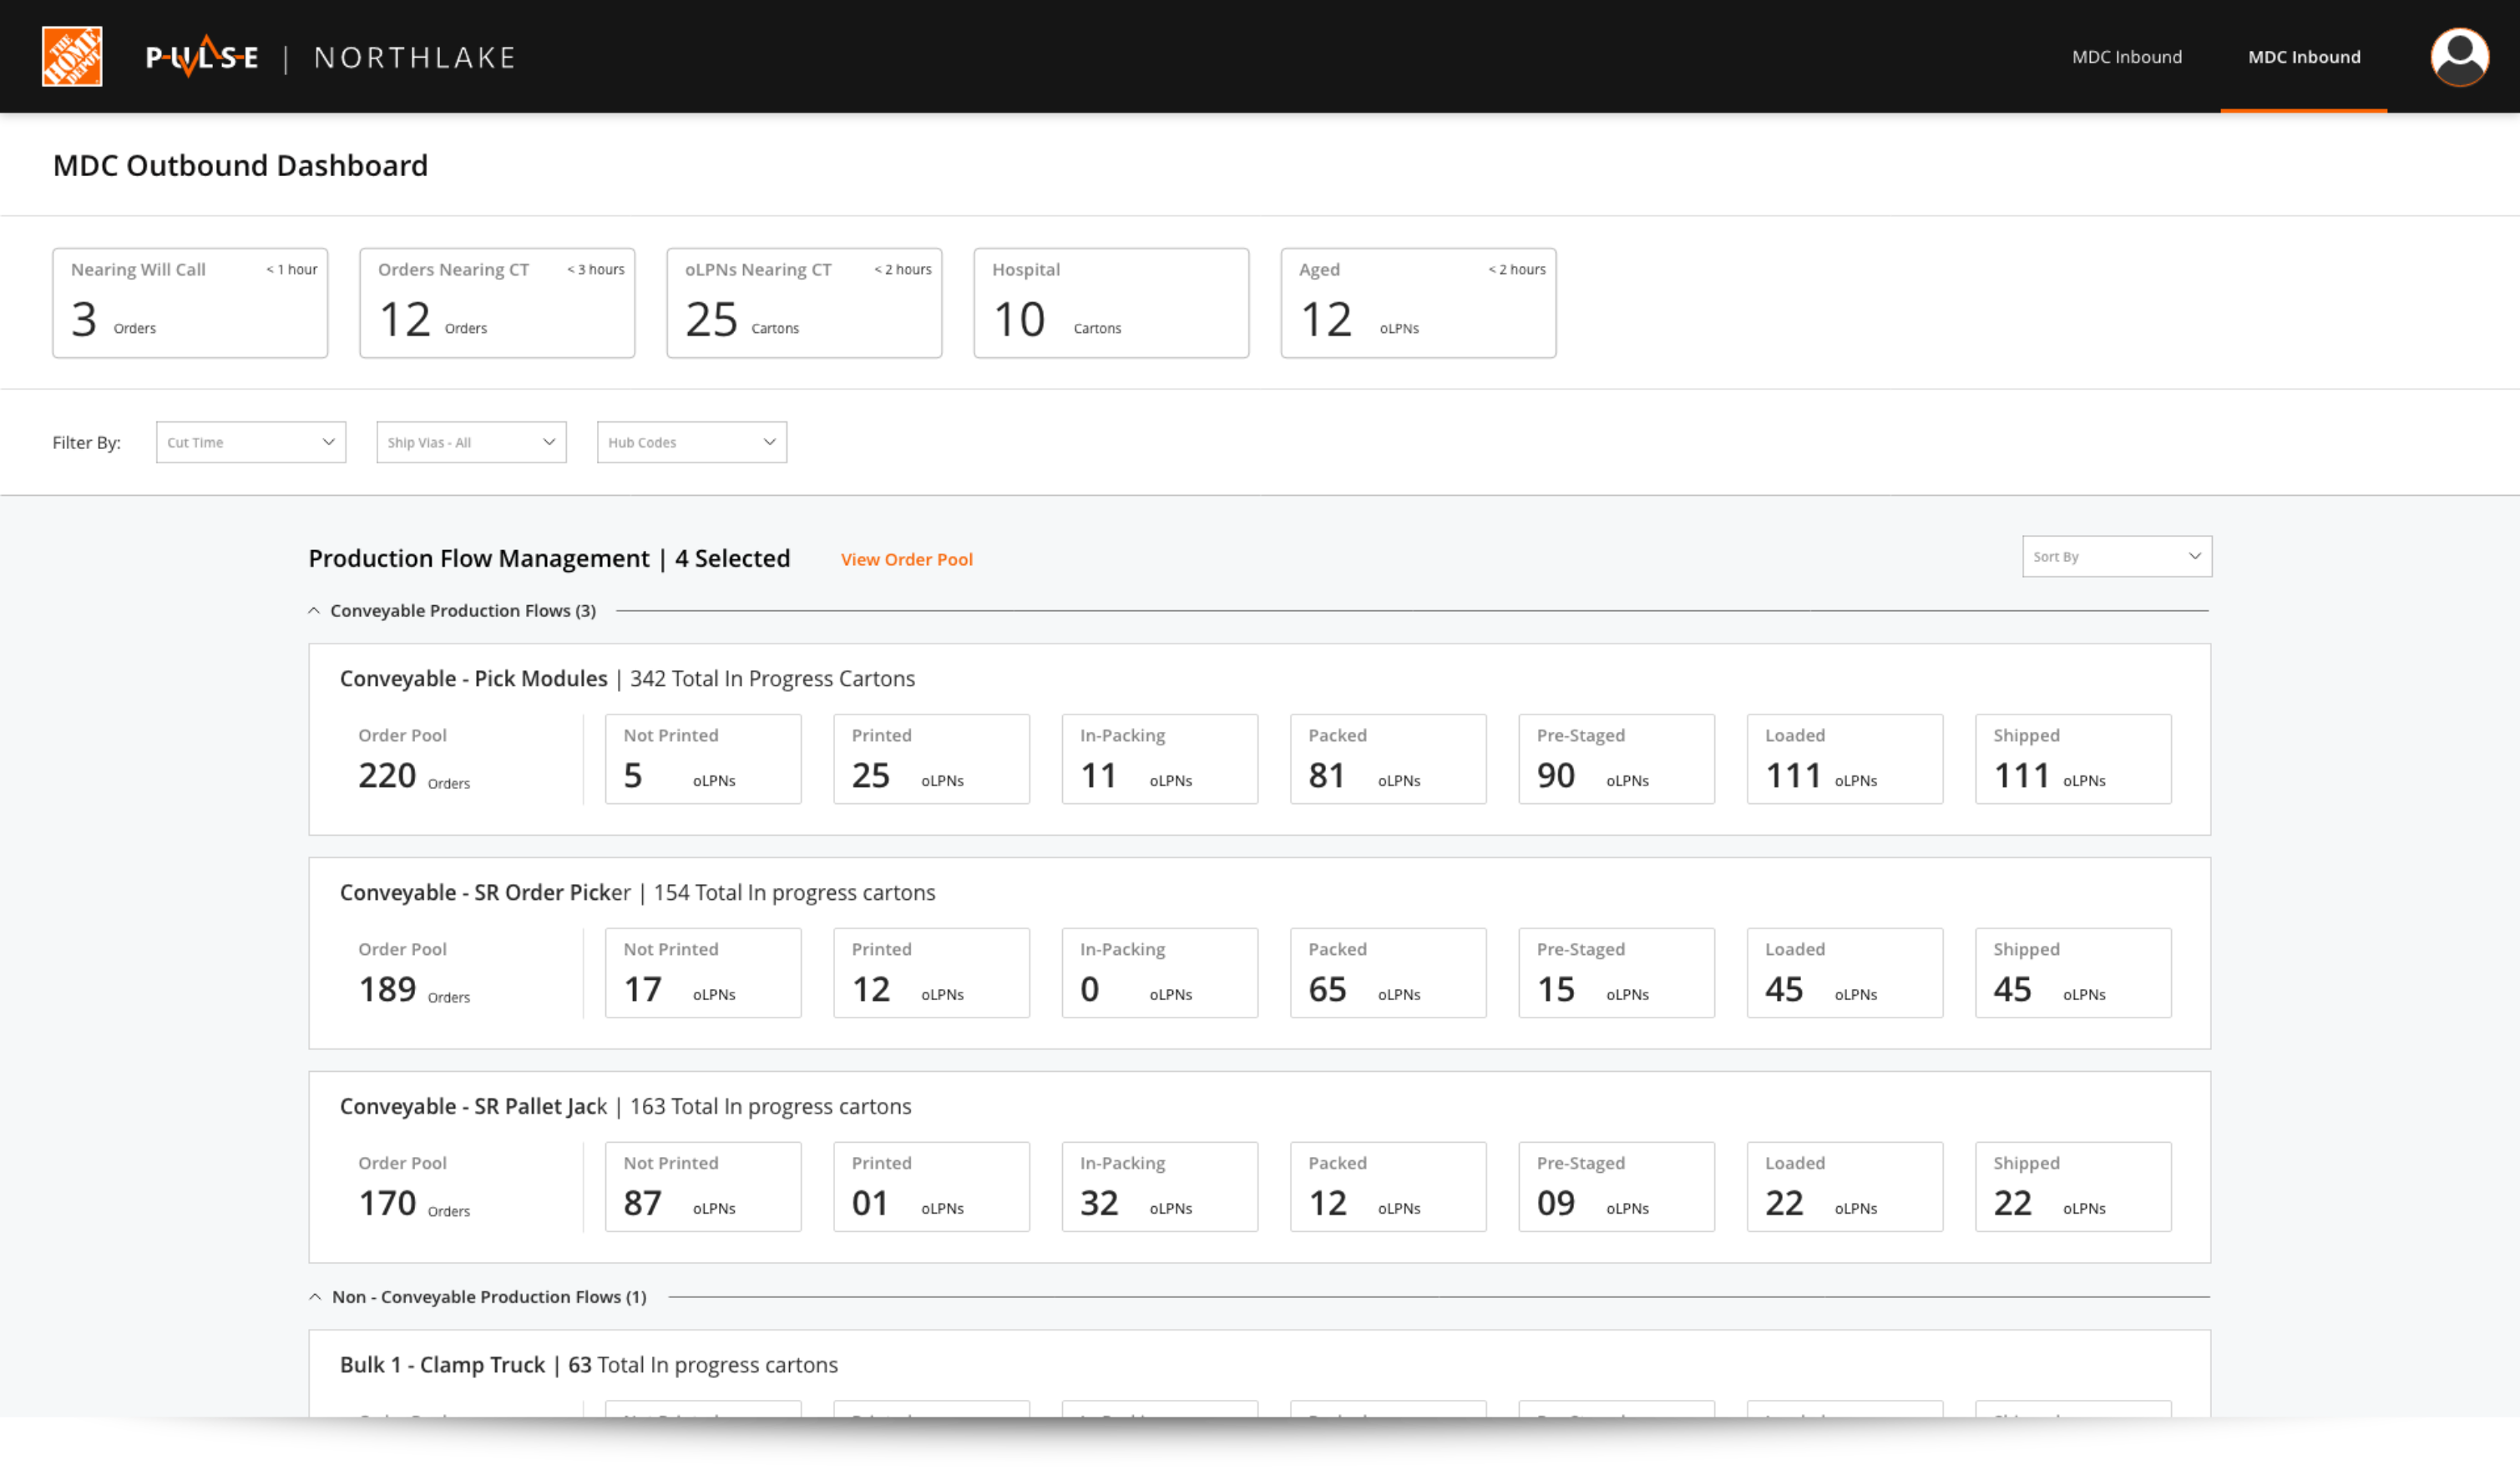 THE HOME DEPOT
PULSE | NORTHLAKE
MDC Inbound
MDC Inbound
MDC Outbound Dashboard
Nearing Will Call < 1 hour
3 Orders
Orders Nearing CT < 3 hours
12 Orders
oLPNs Nearing CT < 2 hours
25 Cartons
Hospital
10 Cartons
Aged < 2 hours
12 oLPNs
Filter By: Cut Time Ship Vias - All Hub Codes
Production Flow Management | 4 Selected View Order Pool Sort By
Conveyable Production Flows (3)
Conveyable - Pick Modules | 342 Total In Progress Cartons
Order Pool Not Printed Printed In-Packing Packed Pre-Staged Loaded Shipped
220 Orders 5 oLPNs 25 oLPNs 11 oLPNs 81 oLPNs 90 oLPNs 111 oLPNs 111 oLPNs
Conveyable - SR Order Picker | 154 Total In progress cartons
Order Pool Not Printed Printed In-Packing Packed Pre-Staged Loaded Shipped
189 Orders 17 oLPNs 12 oLPNs 0 oLPNs 65 oLPNs 15 oLPNs 45 oLPNs 45 oLPNs
Conveyable - SR Pallet Jack | 163 Total In progress cartons
Order Pool Not Printed Printed In-Packing Packed Pre-Staged Loaded Shipped
170 Orders 87 oLPNs 01 oLPNs 32 oLPNs 12 oLPNs 09 oLPNs 22 oLPNs 22 oLPNs
Non - Conveyable Production Flows (1)
Bulk 1 - Clamp Truck | 63 Total In progress cartons